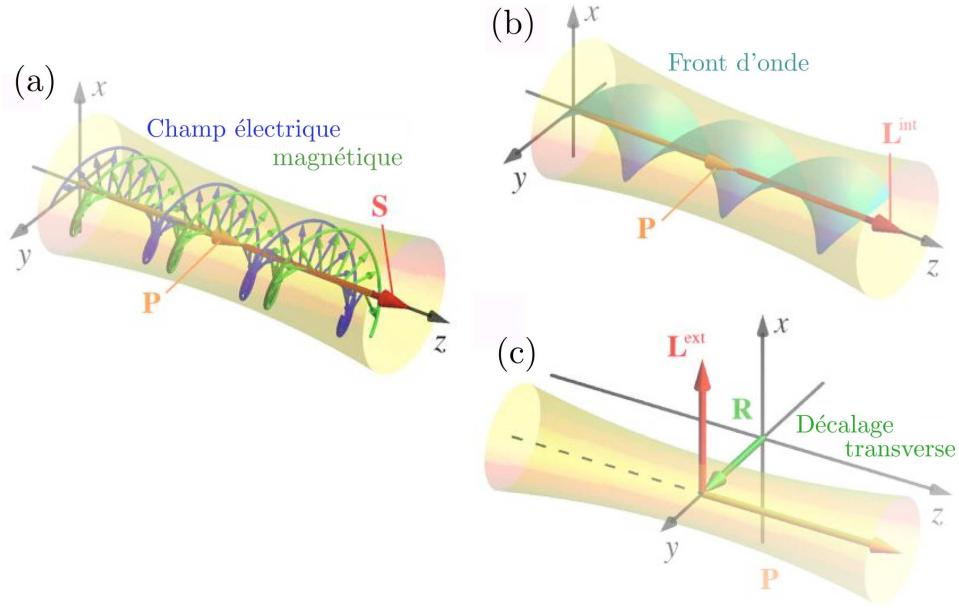 (a)
x
Champ électrique
magnétique
S
P
y
z
(b)
x
Front d'onde
L^int
y
P
z
(c)
x
L^ext
R
Décalage
transverse
z
y
P